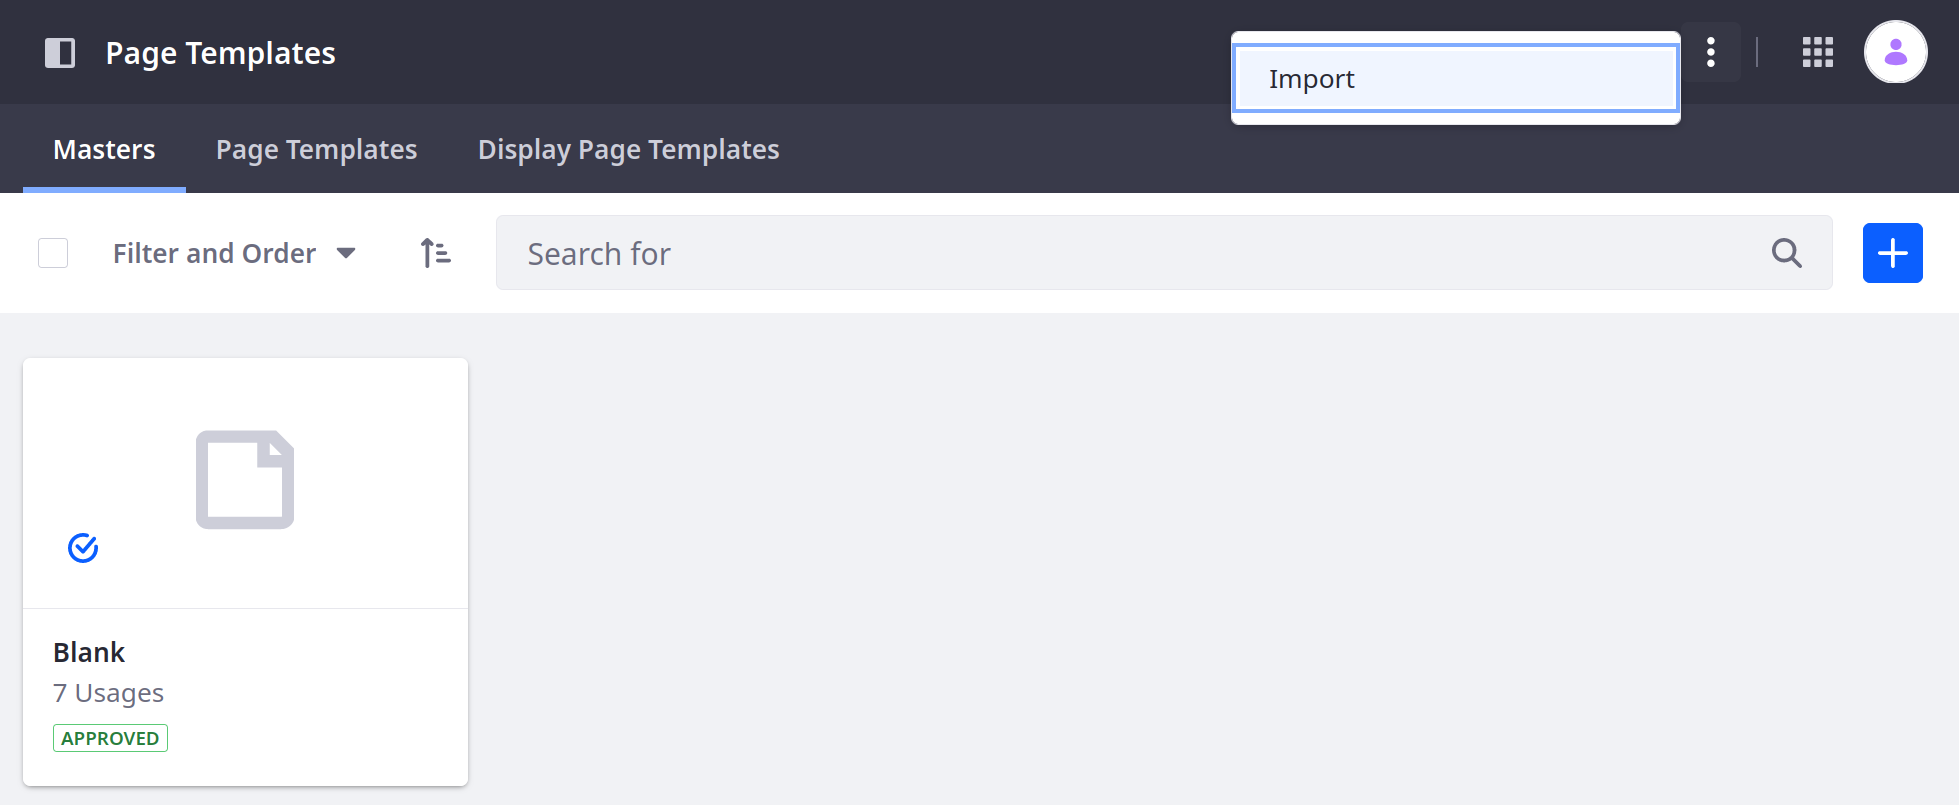 Page Templates
Import
Masters
Page Templates
Display Page Templates
Filter and Order
Search for
Blank
7 Usages
APPROVED